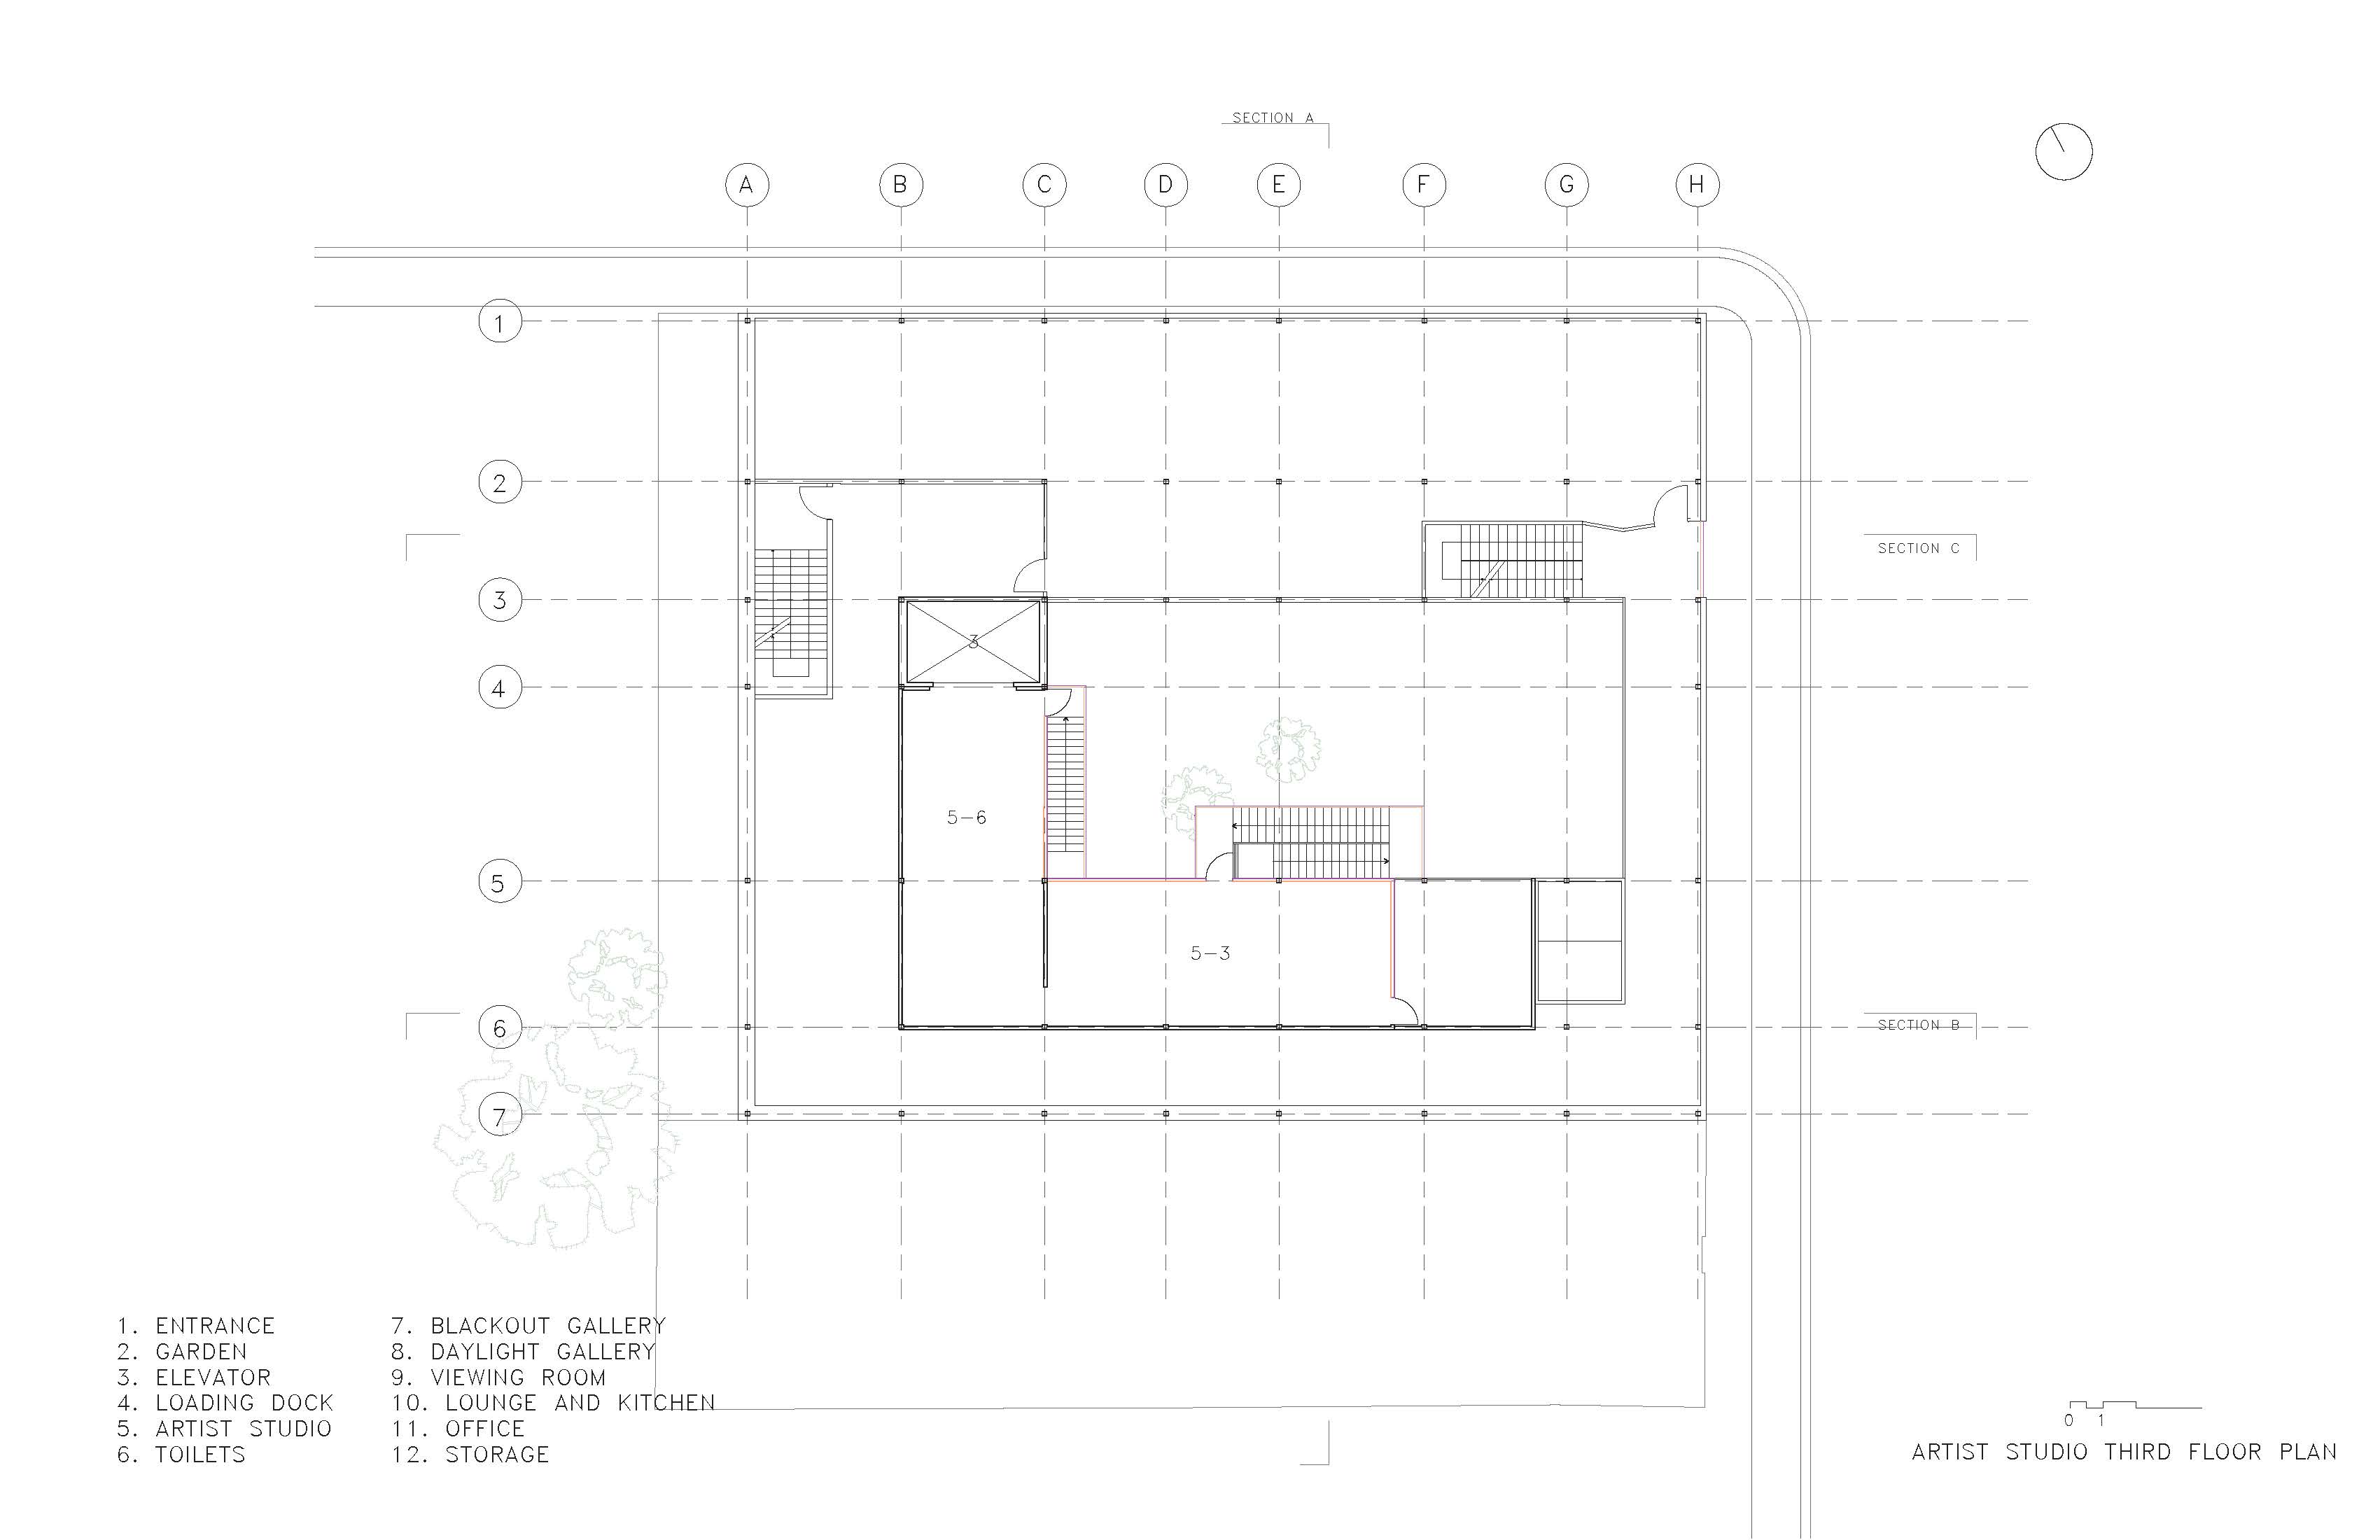 SECTION A
A B C D E F G H
1
2
3
SECTION C
3
4
5-6
5
5-3
6
SECTION B
7
1. ENTRANCE
2. GARDEN
3. ELEVATOR
4. LOADING DOCK
5. ARTIST STUDIO
6. TOILETS
7. BLACKOUT GALLERY
8. DAYLIGHT GALLERY
9. VIEWING ROOM
10. LOUNGE AND KITCHEN
11. OFFICE
12. STORAGE
0 1
ARTIST STUDIO THIRD FLOOR PLAN